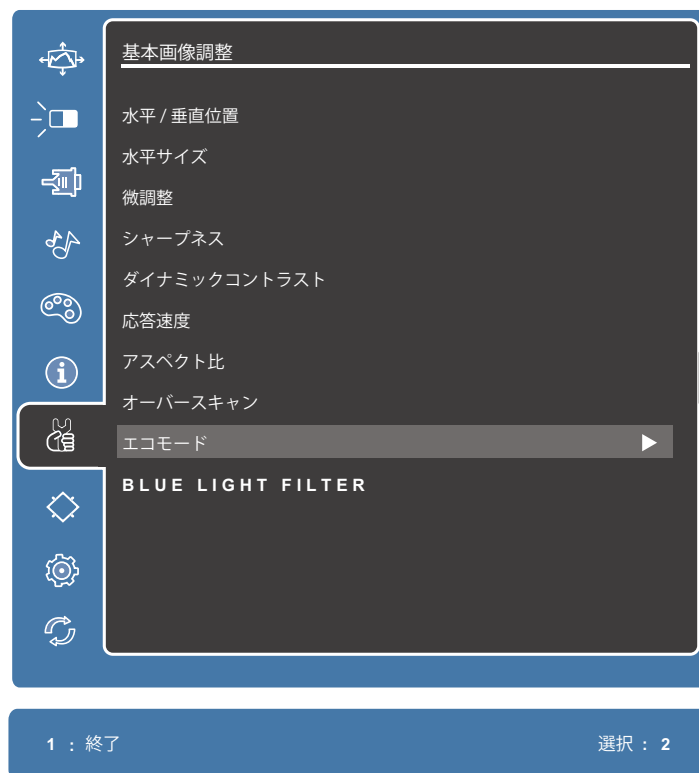 基本画像調整
水平 / 垂直位置
水平サイズ
微調整
シャープネス
ダイナミックコントラスト
応答速度
アスペクト比
オーバースキャン
エコモード
BLUE LIGHT FILTER
1 : 終了
選択 : 2